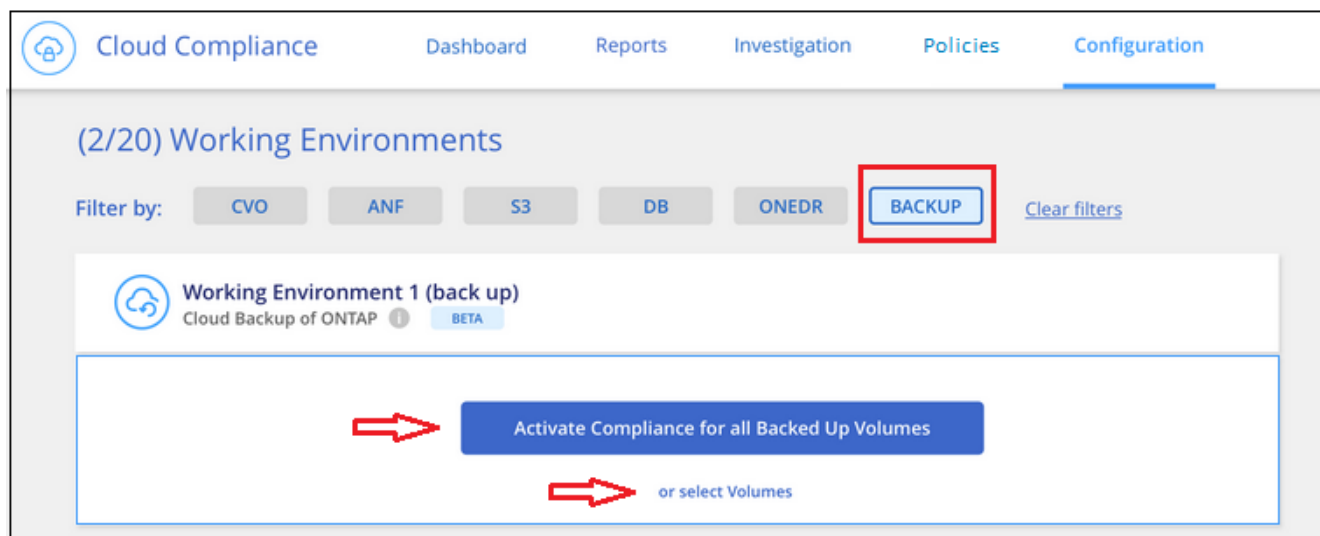 Cloud Compliance Dashboard Reports Investigation Policies Configuration
(2/20) Working Environments
Filter by: CVO ANF S3 DB ONEDR BACKUP Clear filters
Working Environment 1 (back up)
Cloud Backup of ONTAP i BETA
Activate Compliance for all Backed Up Volumes
or select Volumes